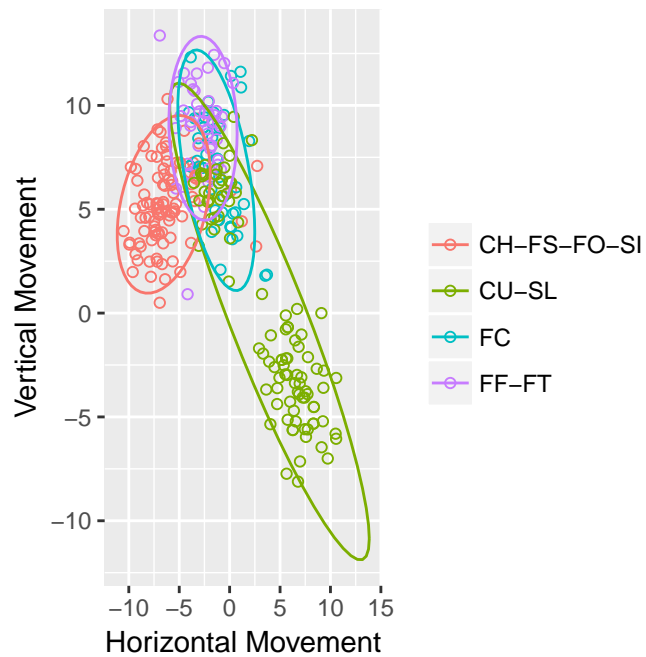 Vertical Movement
10
5
0
−5
−10
−10 −5 0 5 10 15
Horizontal Movement
CH−FS−FO−SI
CU−SL
FC
FF−FT